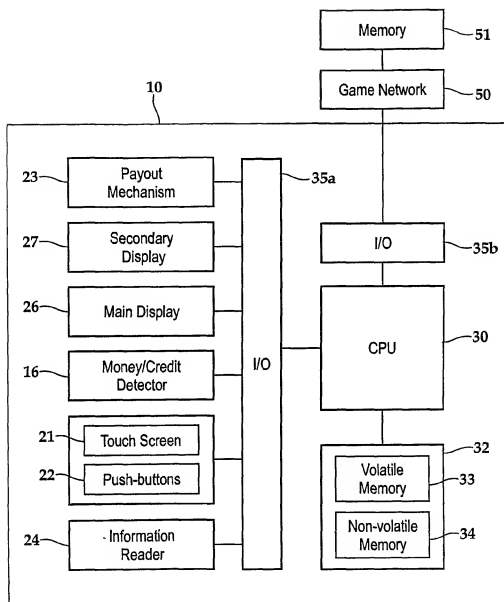 Memory
51
Game Network
50
10
23
Payout
Mechanism
35a
27
Secondary
Display
I/O
35b
26
Main Display
CPU
30
16
Money/Credit
Detector
I/O
21
Touch Screen
22
Push-buttons
32
Volatile
Memory
33
24
Information
Reader
Non-volatile
Memory
34